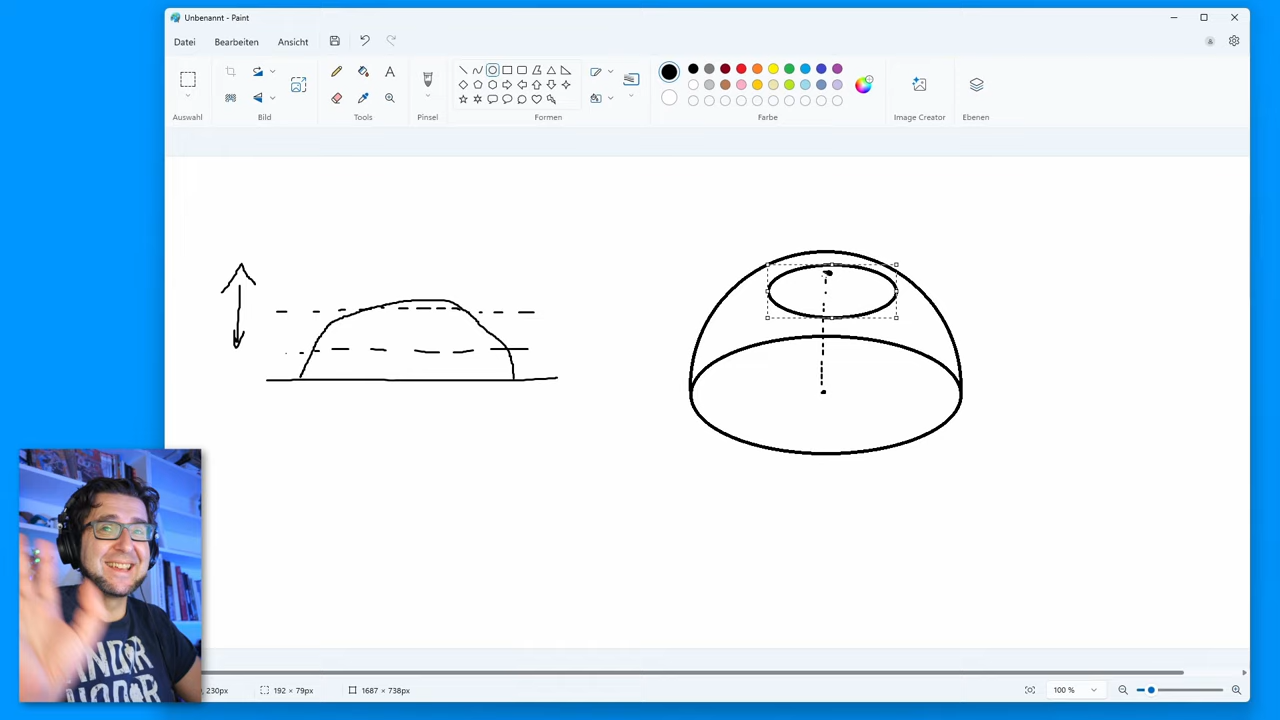 Unbenannt - Paint
Datei Bearbeiten Ansicht
Auswahl Bild Tools Pinsel Formen Farbe Image Creator Ebenen
, 230px 192 × 79px 1687 × 738px 100 %